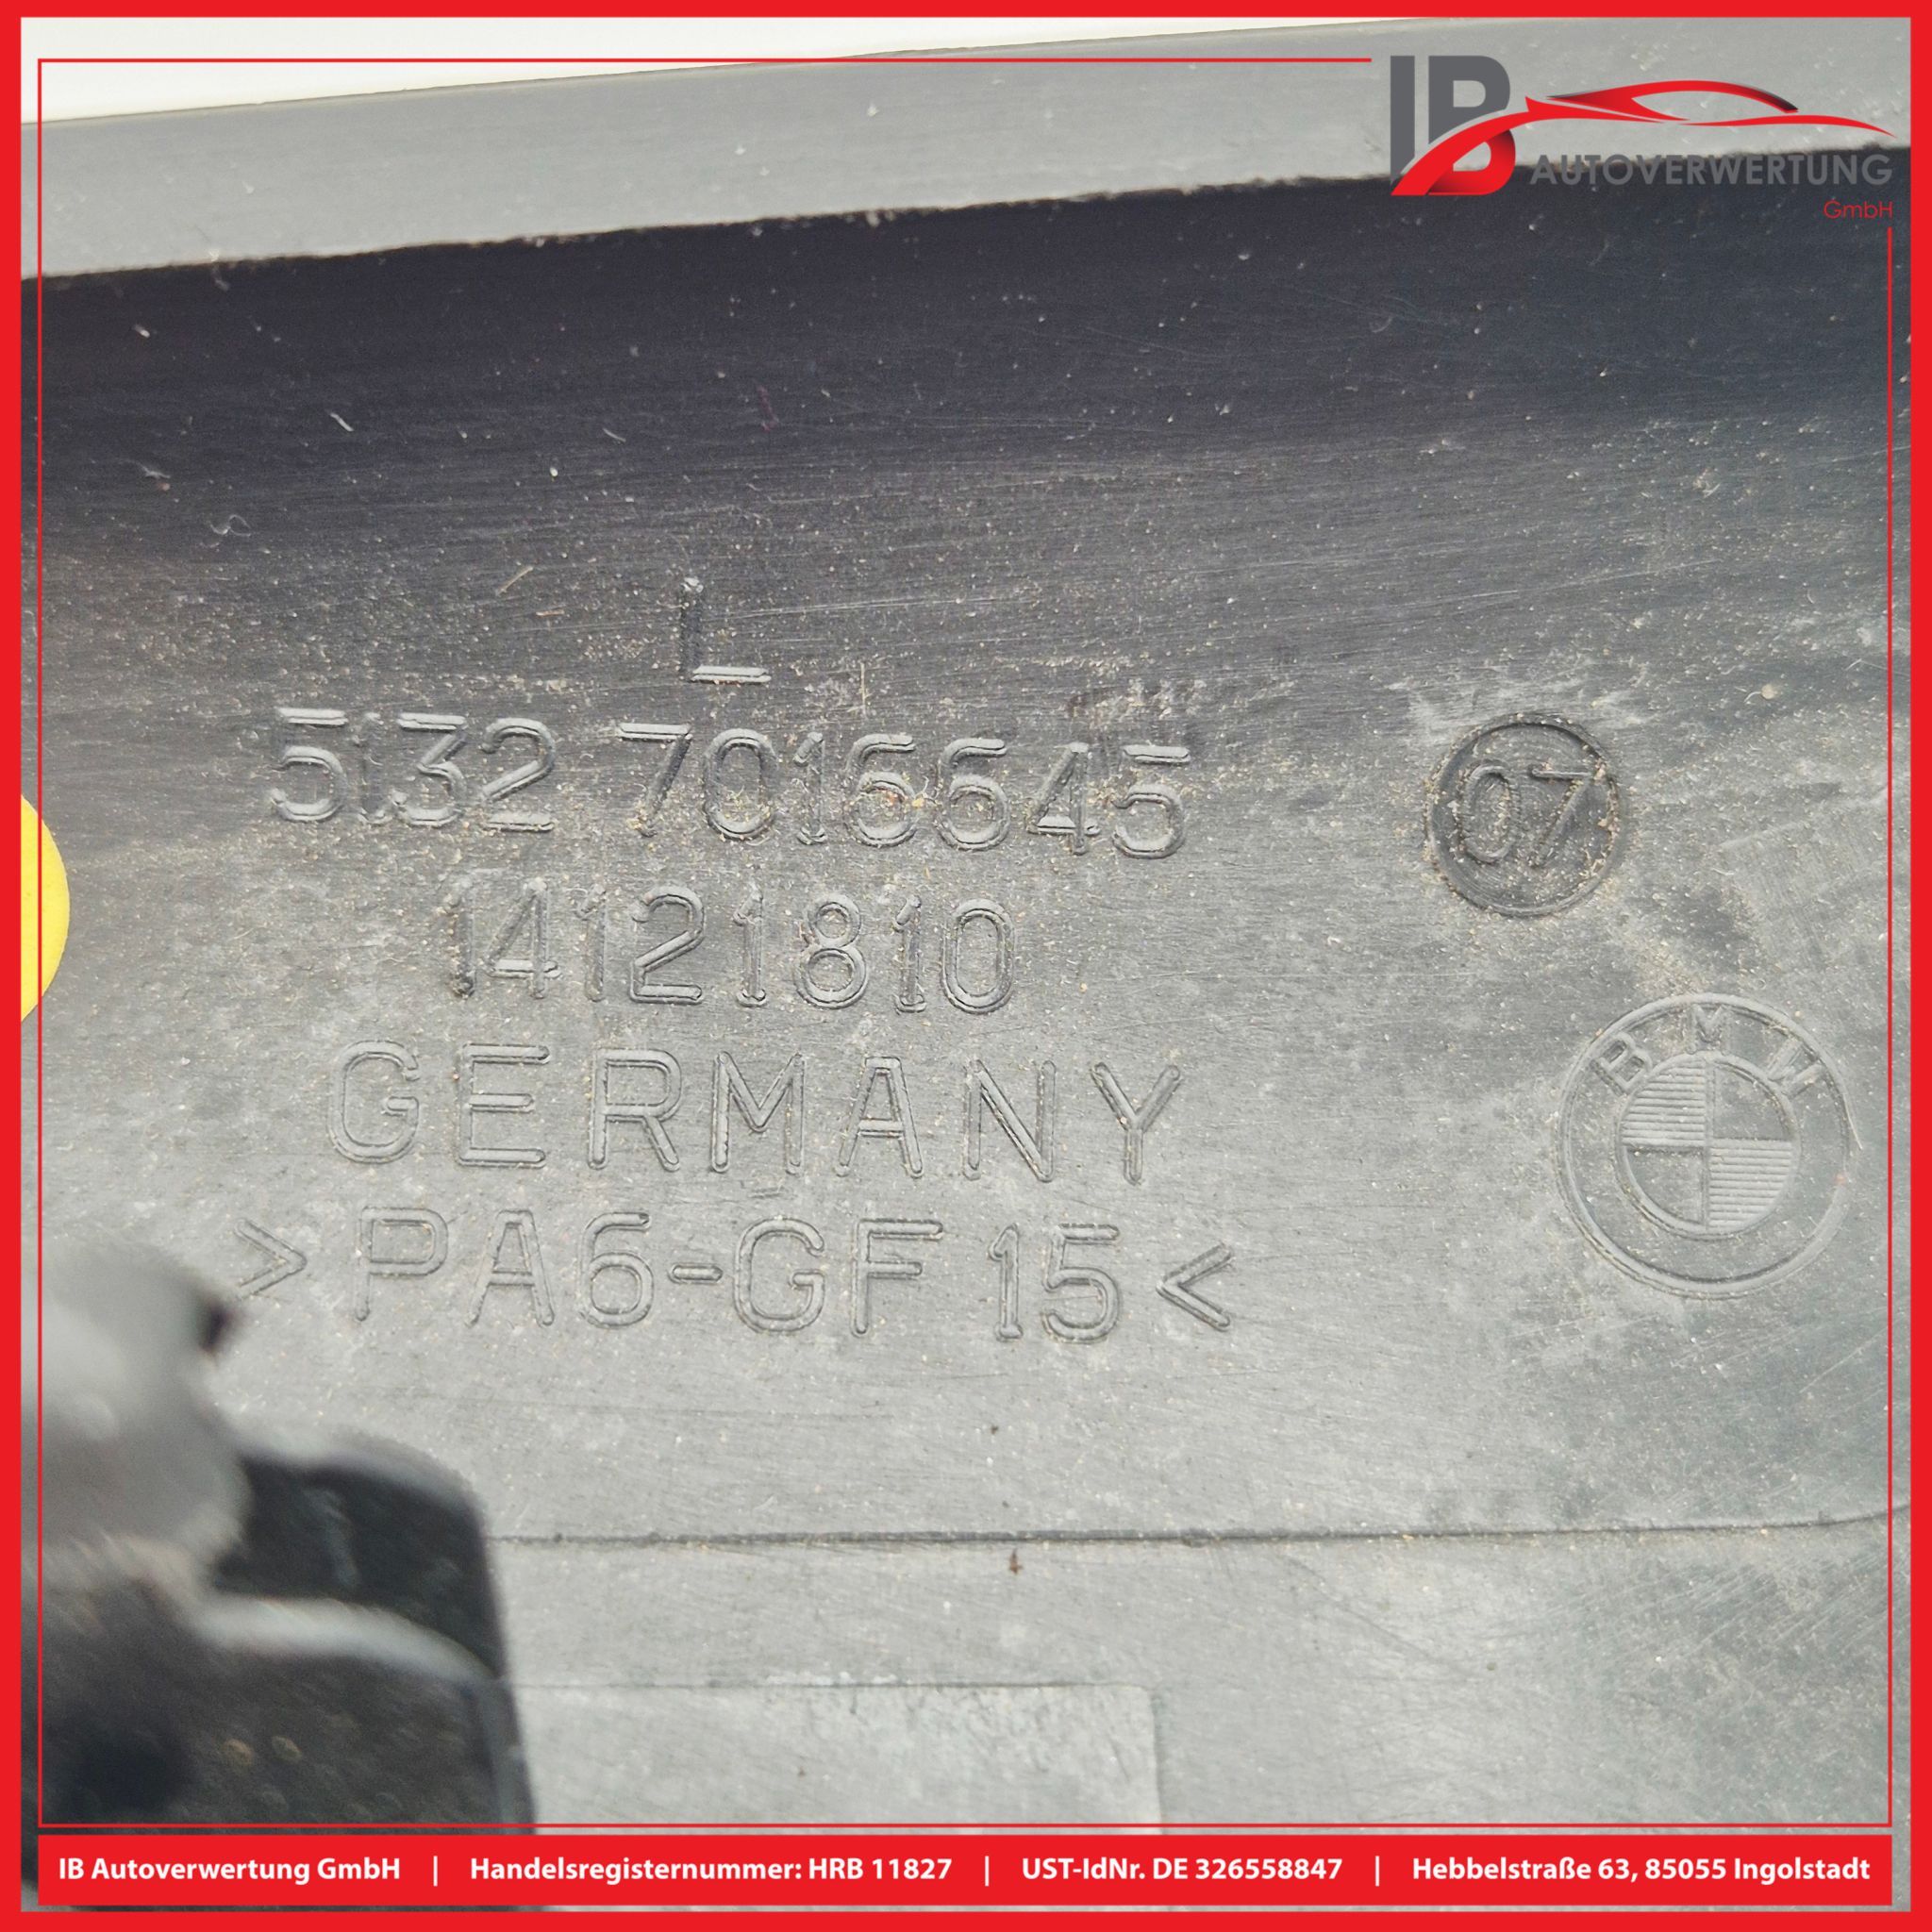 IB
AUTOVERWERTUNG
GmbH
L
5132 7016645
07
14121810
BMW
GERMANY
>PA6-GF15<
IB Autoverwertung GmbH | Handelsregisternummer: HRB 11827 | UST-IdNr. DE 326558847 | Hebbelstraße 63, 85055 Ingolstadt